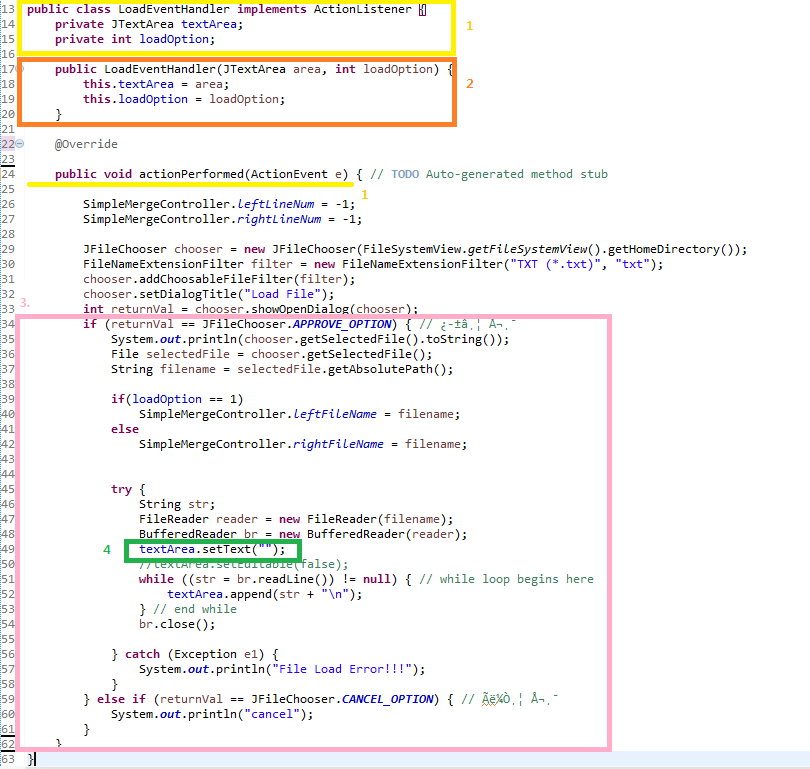 13 public class LoadEventHandler implements ActionListener {
14 private JTextArea textArea; 1
15 private int loadOption;
16
17 public LoadEventHandler(JTextArea area, int loadOption) {
18 this.textArea = area; 2
19 this.loadOption = loadOption;
20 }
21
22 @Override
23
24 public void actionPerformed(ActionEvent e) { // TODO Auto-generated method stub
25 1
26 SimpleMergeController.leftLineNum = -1;
27 SimpleMergeController.rightLineNum = -1;
28
29 JFileChooser chooser = new JFileChooser(FileSystemView.getFileSystemView().getHomeDirectory());
30 FileNameExtensionFilter filter = new FileNameExtensionFilter("TXT (*.txt)", "txt");
31 chooser.addChoosableFileFilter(filter);
32 chooser.setDialogTitle("Load File");
3.
33 int returnVal = chooser.showOpenDialog(chooser);
34 if (returnVal == JFileChooser.APPROVE_OPTION) { //
35 System.out.println(chooser.getSelectedFile().toString());
36 File selectedFile = chooser.getSelectedFile();
37 String filename = selectedFile.getAbsolutePath();
38
39 if(loadOption == 1)
40 SimpleMergeController.leftFileName = filename;
41 else
42 SimpleMergeController.rightFileName = filename;
43
44
45 try {
46 String str;
47 FileReader reader = new FileReader(filename);
48 BufferedReader br = new BufferedReader(reader);
49 4 textArea.setText("");
50 //textArea.setEditable(false);
51 while ((str = br.readLine()) != null) { // while loop begins here
52 textArea.append(str + "\n");
53 } // end while
54 br.close();
55
56 } catch (Exception e1) {
57 System.out.println("File Load Error!!!");
58 }
59 } else if (returnVal == JFileChooser.CANCEL_OPTION) { //
60 System.out.println("cancel");
61 }
62 }
63 }